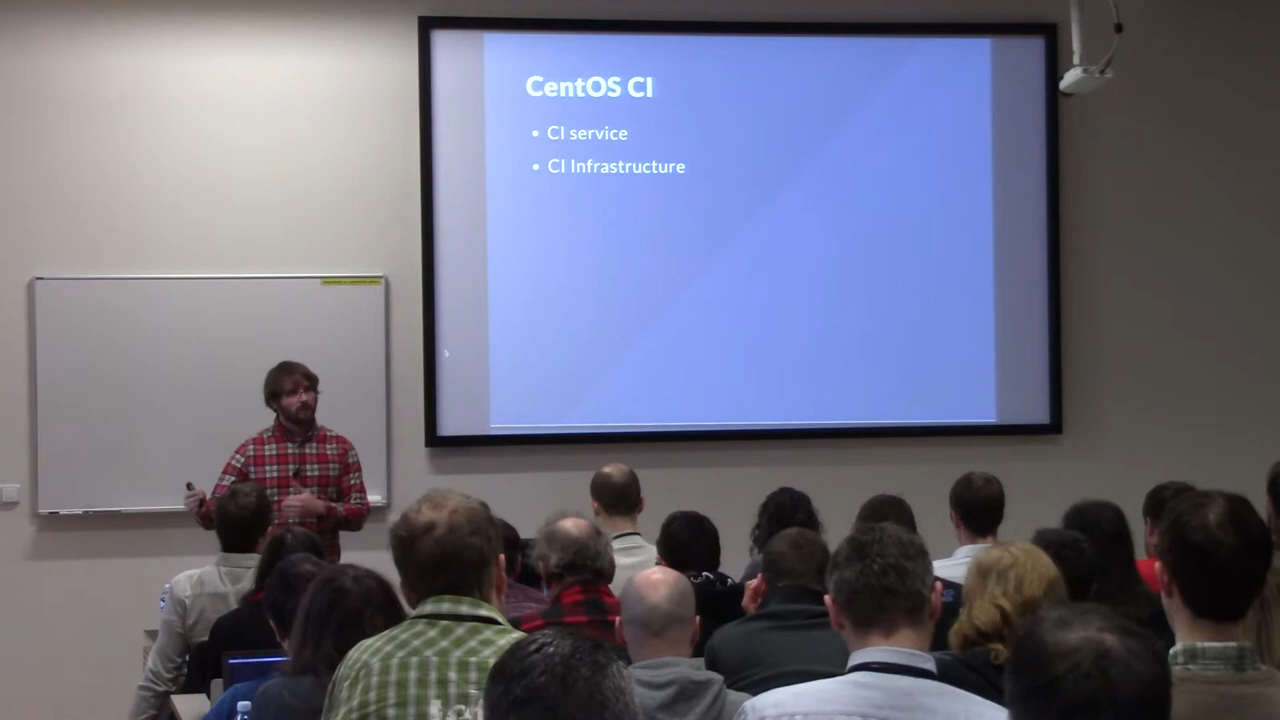 CentOS CI
• CI service
• CI Infrastructure